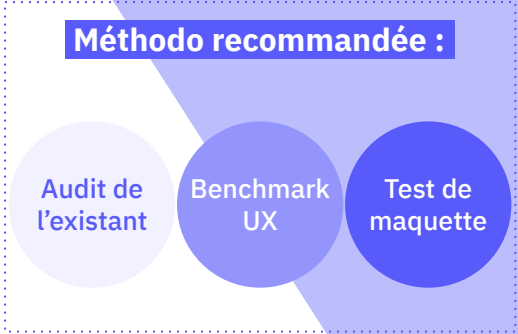 Méthodo recommandée :
Audit de
l’existant
Benchmark
UX
Test de
maquette